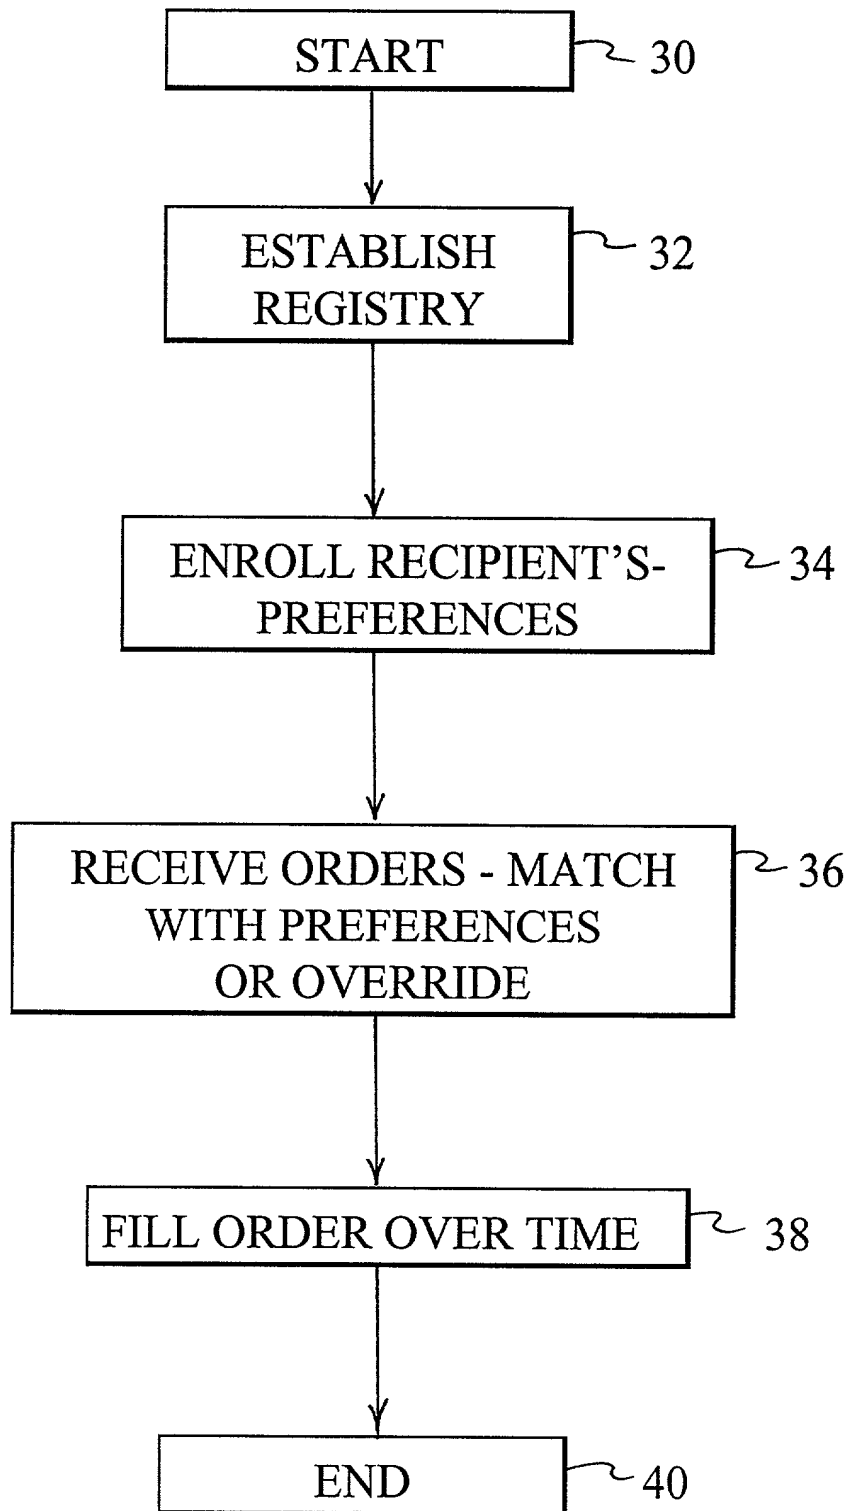 START
30
ESTABLISH
REGISTRY
32
ENROLL RECIPIENT'S-
PREFERENCES
34
RECEIVE ORDERS - MATCH
WITH PREFERENCES
OR OVERRIDE
36
FILL ORDER OVER TIME
38
END
40